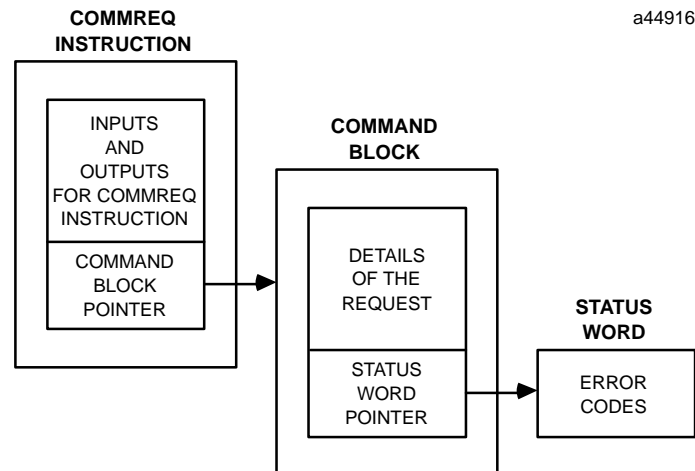 COMMREQ
INSTRUCTION
a44916
INPUTS
AND
OUTPUTS
FOR COMMREQ
INSTRUCTION
COMMAND
BLOCK
POINTER
COMMAND
BLOCK
DETAILS
OF THE
REQUEST
STATUS
WORD
POINTER
STATUS
WORD
ERROR
CODES